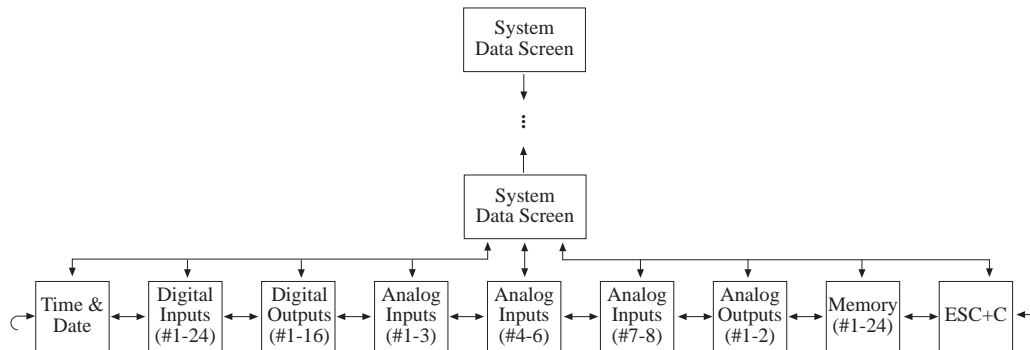 System
Data Screen
System
Data Screen
Time &
Date
Digital
Inputs
(#1-24)
Digital
Outputs
(#1-16)
Analog
Inputs
(#1-3)
Analog
Inputs
(#4-6)
Analog
Inputs
(#7-8)
Analog
Outputs
(#1-2)
Memory
(#1-24)
ESC+C